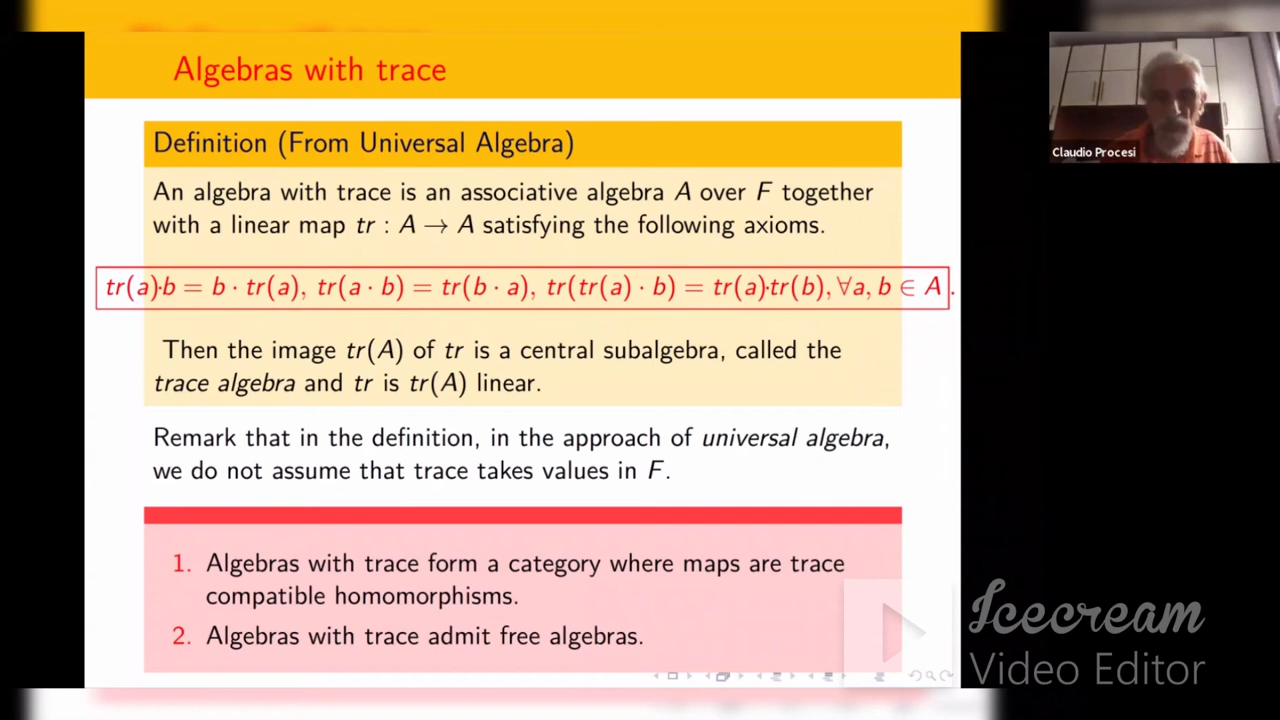 Algebras with trace
Claudio Procesi
Definition (From Universal Algebra)
An algebra with trace is an associative algebra A over F together
with a linear map tr : A → A satisfying the following axioms.
tr(a)·b = b · tr(a), tr(a · b) = tr(b · a), tr(tr(a) · b) = tr(a)·tr(b), ∀a, b ∈ A .
Then the image tr(A) of tr is a central subalgebra, called the
trace algebra and tr is tr(A) linear.
Remark that in the definition, in the approach of universal algebra,
we do not assume that trace takes values in F.
1. Algebras with trace form a category where maps are trace
compatible homomorphisms.
2. Algebras with trace admit free algebras.
Icecream
Video Editor